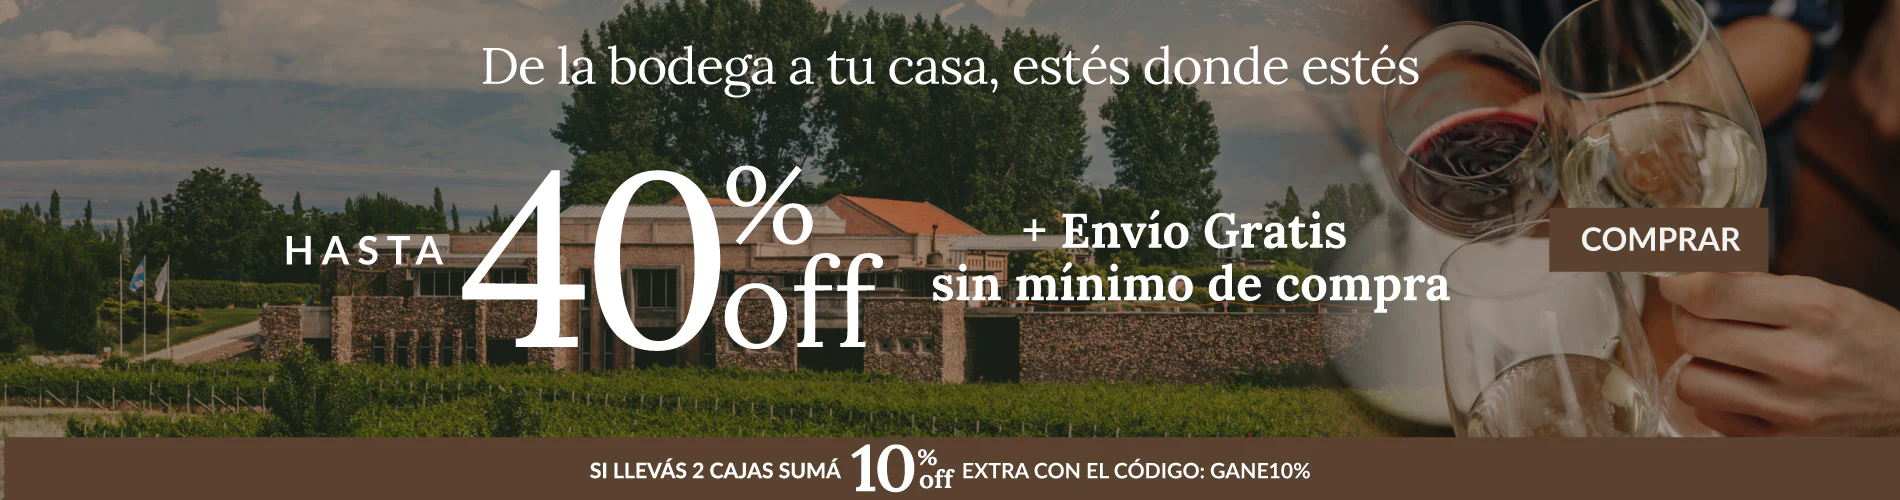 De la bodega a tu casa, estés donde estés
HASTA 40% off
+ Envío Gratis
sin mínimo de compra
COMPRAR
SI LLEVÁS 2 CAJAS SUMÁ 10% off EXTRA CON EL CÓDIGO: GANE10%